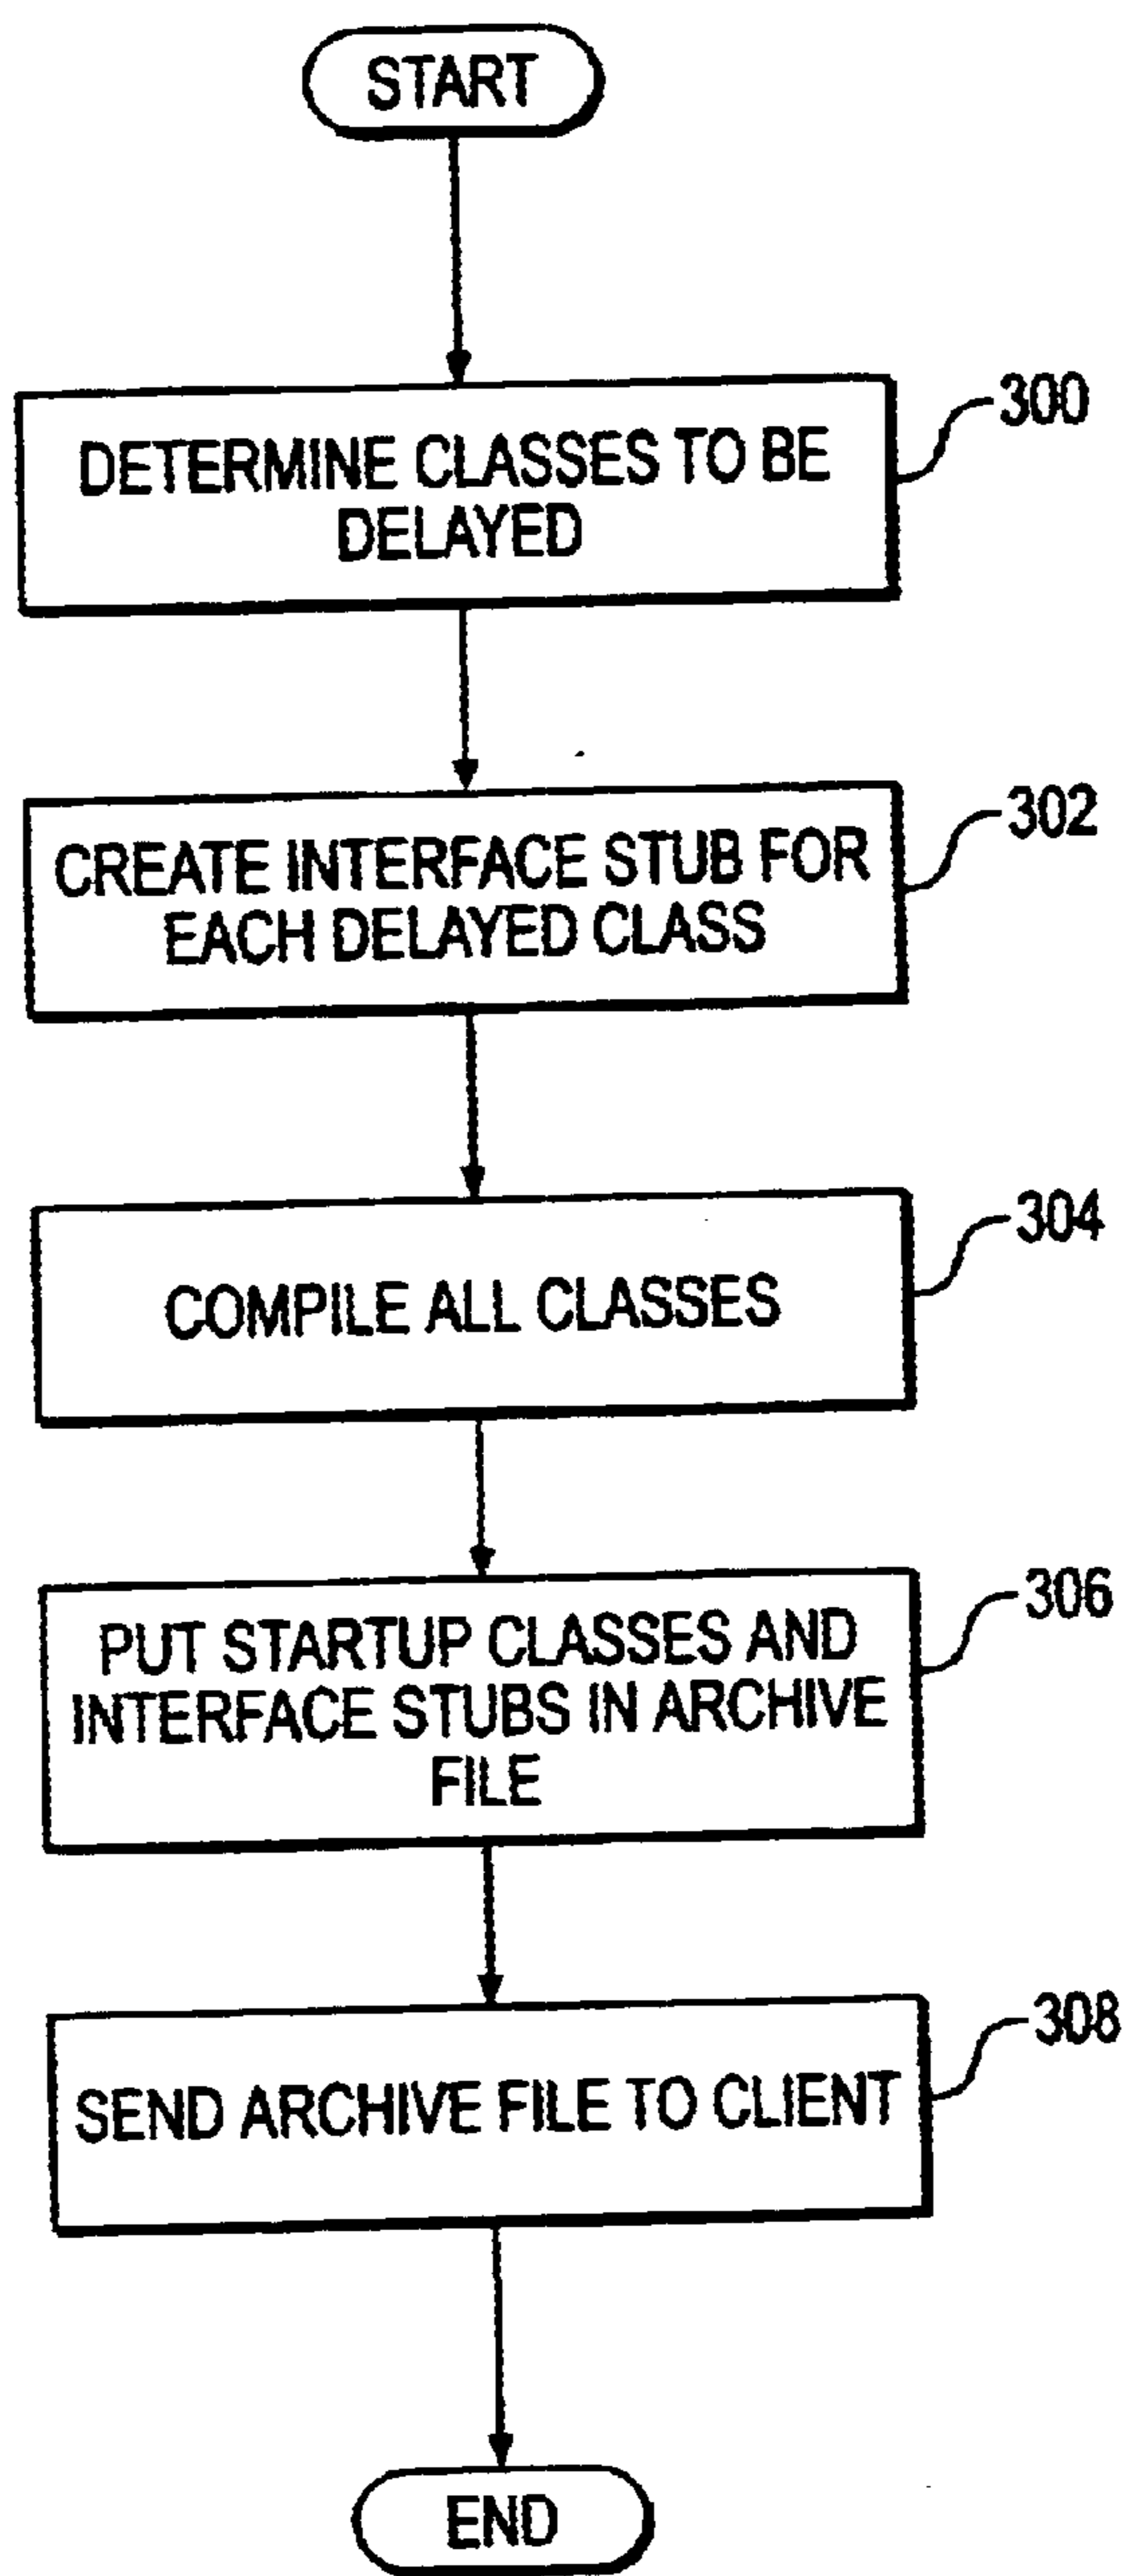 START
300
DETERMINE CLASSES TO BE
DELAYED
302
CREATE INTERFACE STUB FOR
EACH DELAYED CLASS
304
COMPILE ALL CLASSES
306
PUT STARTUP CLASSES AND
INTERFACE STUBS IN ARCHIVE
FILE
308
SEND ARCHIVE FILE TO CLIENT
END